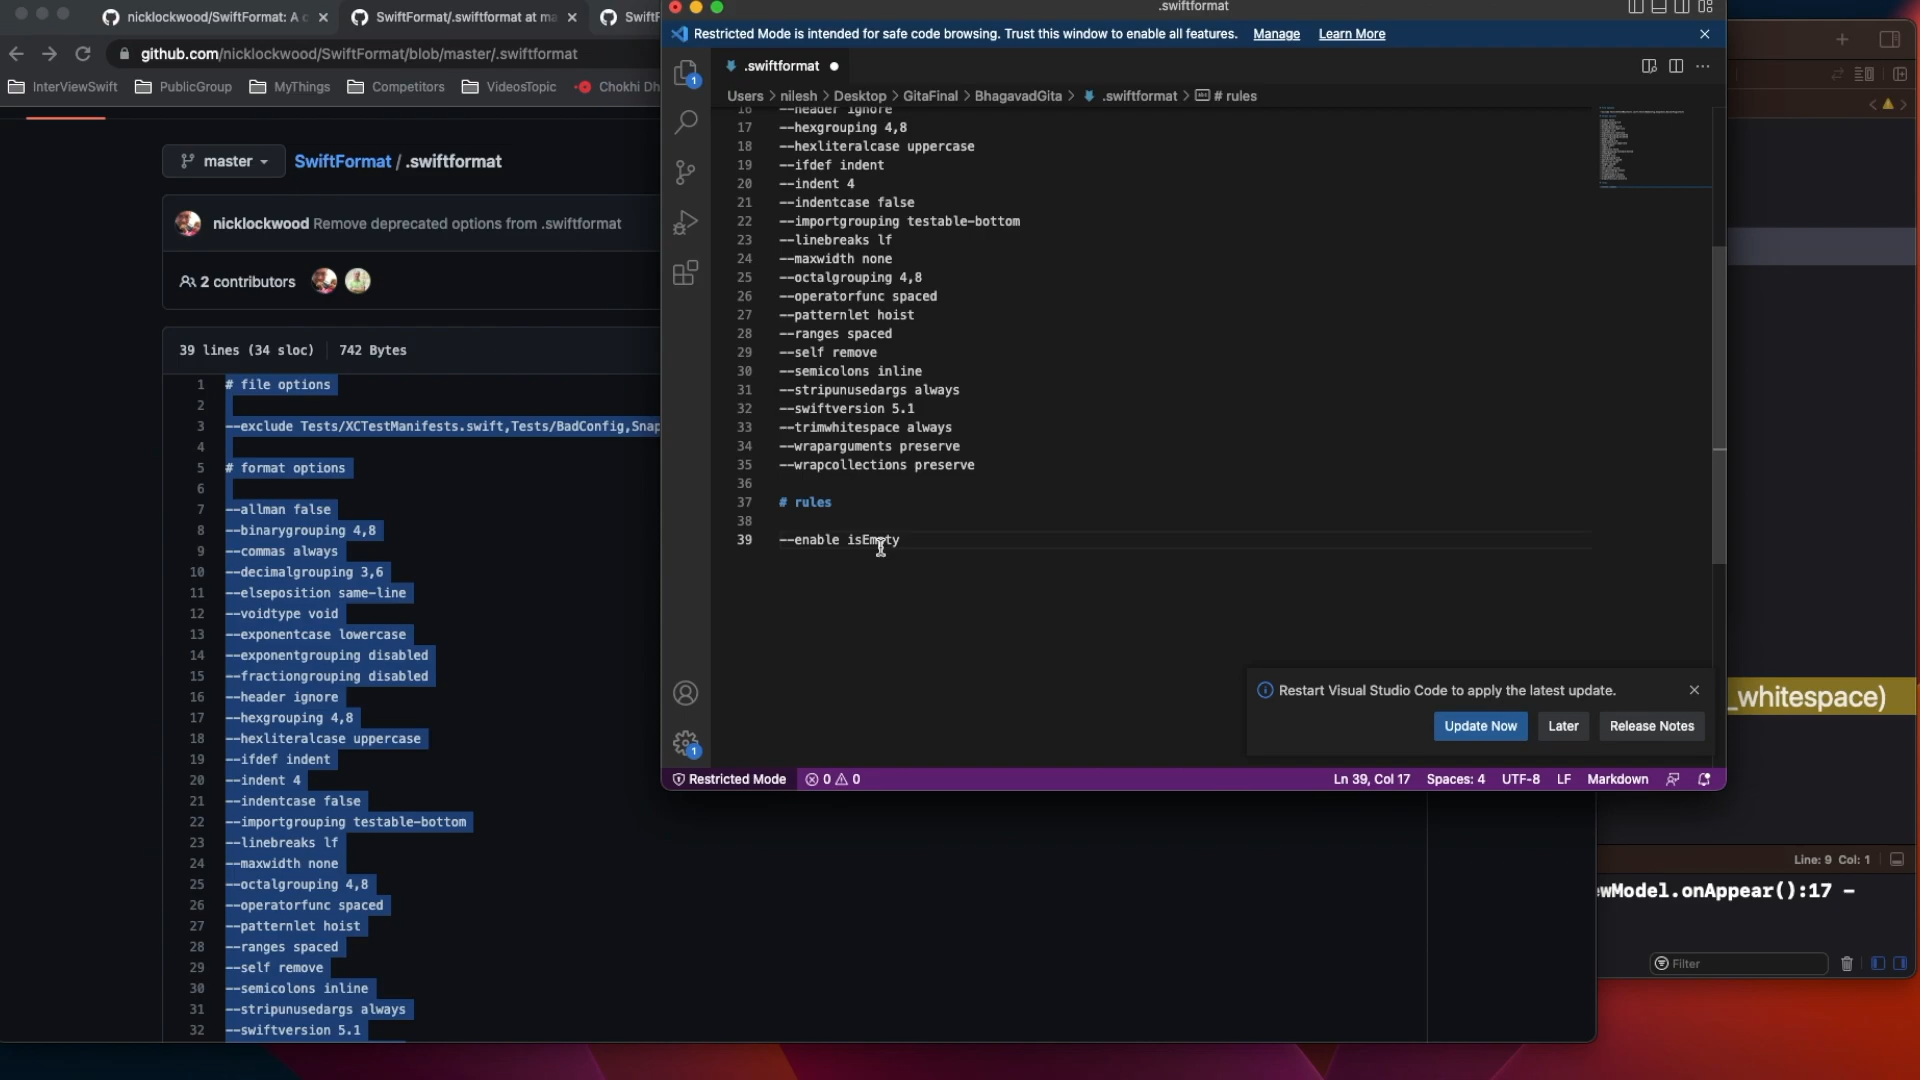 nicklockwood/SwiftFormat: A c
SwiftFormat/.swiftformat at ma
SwiftF
github.com/nicklockwood/SwiftFormat/blob/master/.swiftformat
InterViewSwift
PublicGroup
MyThings
Competitors
VideosTopic
Chokhi Dh
master
SwiftFormat / .swiftformat
nicklockwood Remove deprecated options from .swiftformat
2 contributors
39 lines (34 sloc) 742 Bytes
1 # file options
2
3 --exclude Tests/XCTestManifests.swift,Tests/BadConfig,Snap
4
5 # format options
6
7 --allman false
8 --binarygrouping 4,8
9 --commas always
10 --decimalgrouping 3,6
11 --elseposition same-line
12 --voidtype void
13 --exponentcase lowercase
14 --exponentgrouping disabled
15 --fractiongrouping disabled
16 --header ignore
17 --hexgrouping 4,8
18 --hexliteralcase uppercase
19 --ifdef indent
20 --indent 4
21 --indentcase false
22 --importgrouping testable-bottom
23 --linebreaks lf
24 --maxwidth none
25 --octalgrouping 4,8
26 --operatorfunc spaced
27 --patternlet hoist
28 --ranges spaced
29 --self remove
30 --semicolons inline
31 --stripunusedargs always
32 --swiftversion 5.1
.swiftformat
Restricted Mode is intended for safe code browsing. Trust this window to enable all features. Manage Learn More
1
.swiftformat
Users > nilesh > Desktop > GitaFinal > BhagavadGita > .swiftformat > # rules
16 --header ignore
17 --hexgrouping 4,8
18 --hexliteralcase uppercase
19 --ifdef indent
20 --indent 4
21 --indentcase false
22 --importgrouping testable-bottom
23 --linebreaks lf
24 --maxwidth none
25 --octalgrouping 4,8
26 --operatorfunc spaced
27 --patternlet hoist
28 --ranges spaced
29 --self remove
30 --semicolons inline
31 --stripunusedargs always
32 --swiftversion 5.1
33 --trimwhitespace always
34 --wraparguments preserve
35 --wrapcollections preserve
36
37 # rules
38
39 --enable isEmpty
Restart Visual Studio Code to apply the latest update.
Update Now
Later
Release Notes
1
Restricted Mode
0 0
Ln 39, Col 17
Spaces: 4
UTF-8
LF
Markdown
_whitespace)
Line: 9 Col: 1
ewModel.onAppear():17 -
Filter